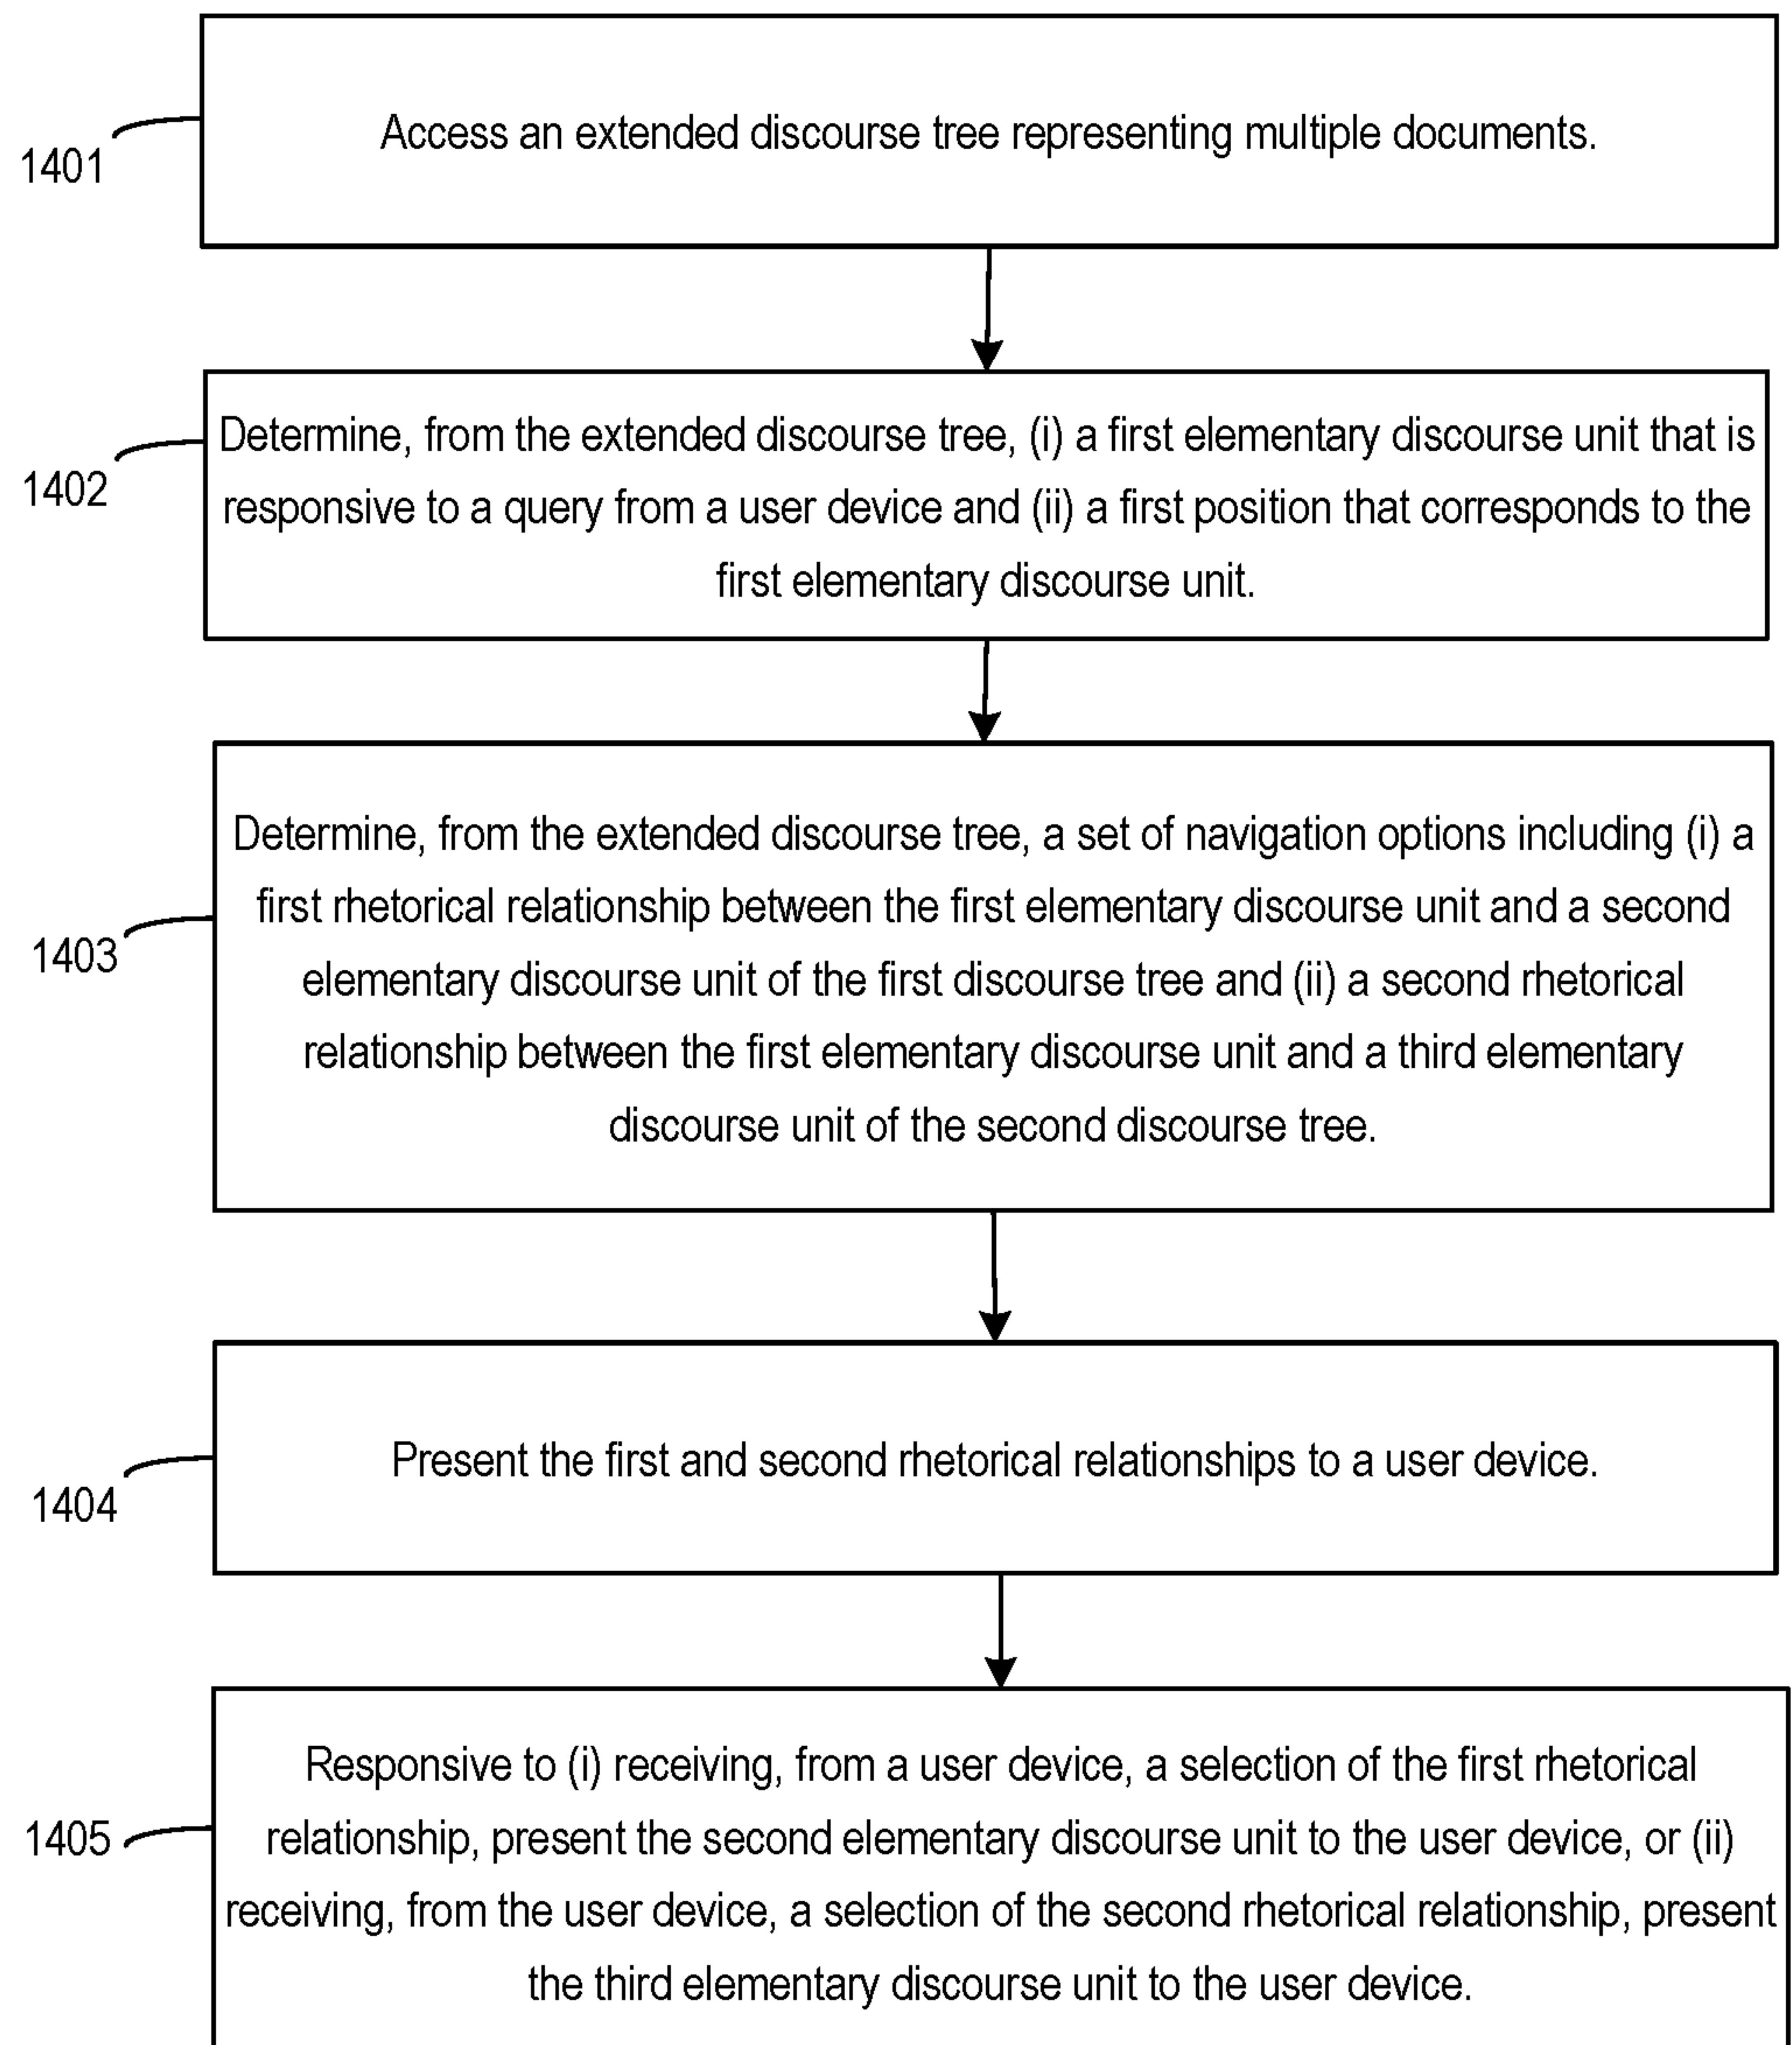 Access an extended discourse tree representing multiple documents.
1401
Determine, from the extended discourse tree, (i) a first elementary discourse unit that is
responsive to a query from a user device and (ii) a first position that corresponds to the
first elementary discourse unit.
1402
Determine, from the extended discourse tree, a set of navigation options including (i) a
first rhetorical relationship between the first elementary discourse unit and a second
elementary discourse unit of the first discourse tree and (ii) a second rhetorical
relationship between the first elementary discourse unit and a third elementary
discourse unit of the second discourse tree.
1403
Present the first and second rhetorical relationships to a user device.
1404
Responsive to (i) receiving, from a user device, a selection of the first rhetorical
relationship, present the second elementary discourse unit to the user device, or (ii)
receiving, from the user device, a selection of the second rhetorical relationship, present
the third elementary discourse unit to the user device.
1405